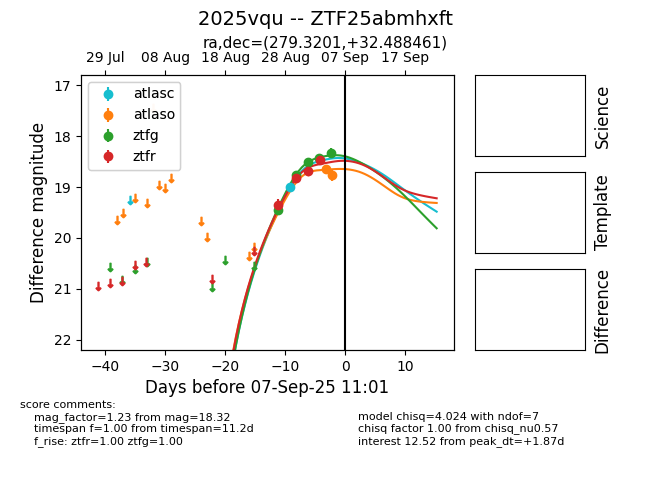 2025vqu -- ZTF25abmhxft
ra,dec=(279.3201,+32.488461)
29 Jul 08 Aug 18 Aug 28 Aug 07 Sep 17 Sep
17
18
19
20
21
22
Difference magnitude
atlasc
atlaso
ztfg
ztfr
−40 −30 −20 −10 0 10
Days before 07-Sep-25 11:01
Science
Template
Difference
score comments:
mag_factor=1.23 from mag=18.32
timespan f=1.00 from timespan=11.2d
f_rise: ztfr=1.00 ztfg=1.00
model chisq=4.024 with ndof=7
chisq factor 1.00 from chisq_nu0.57
interest 12.52 from peak_dt=+1.87d